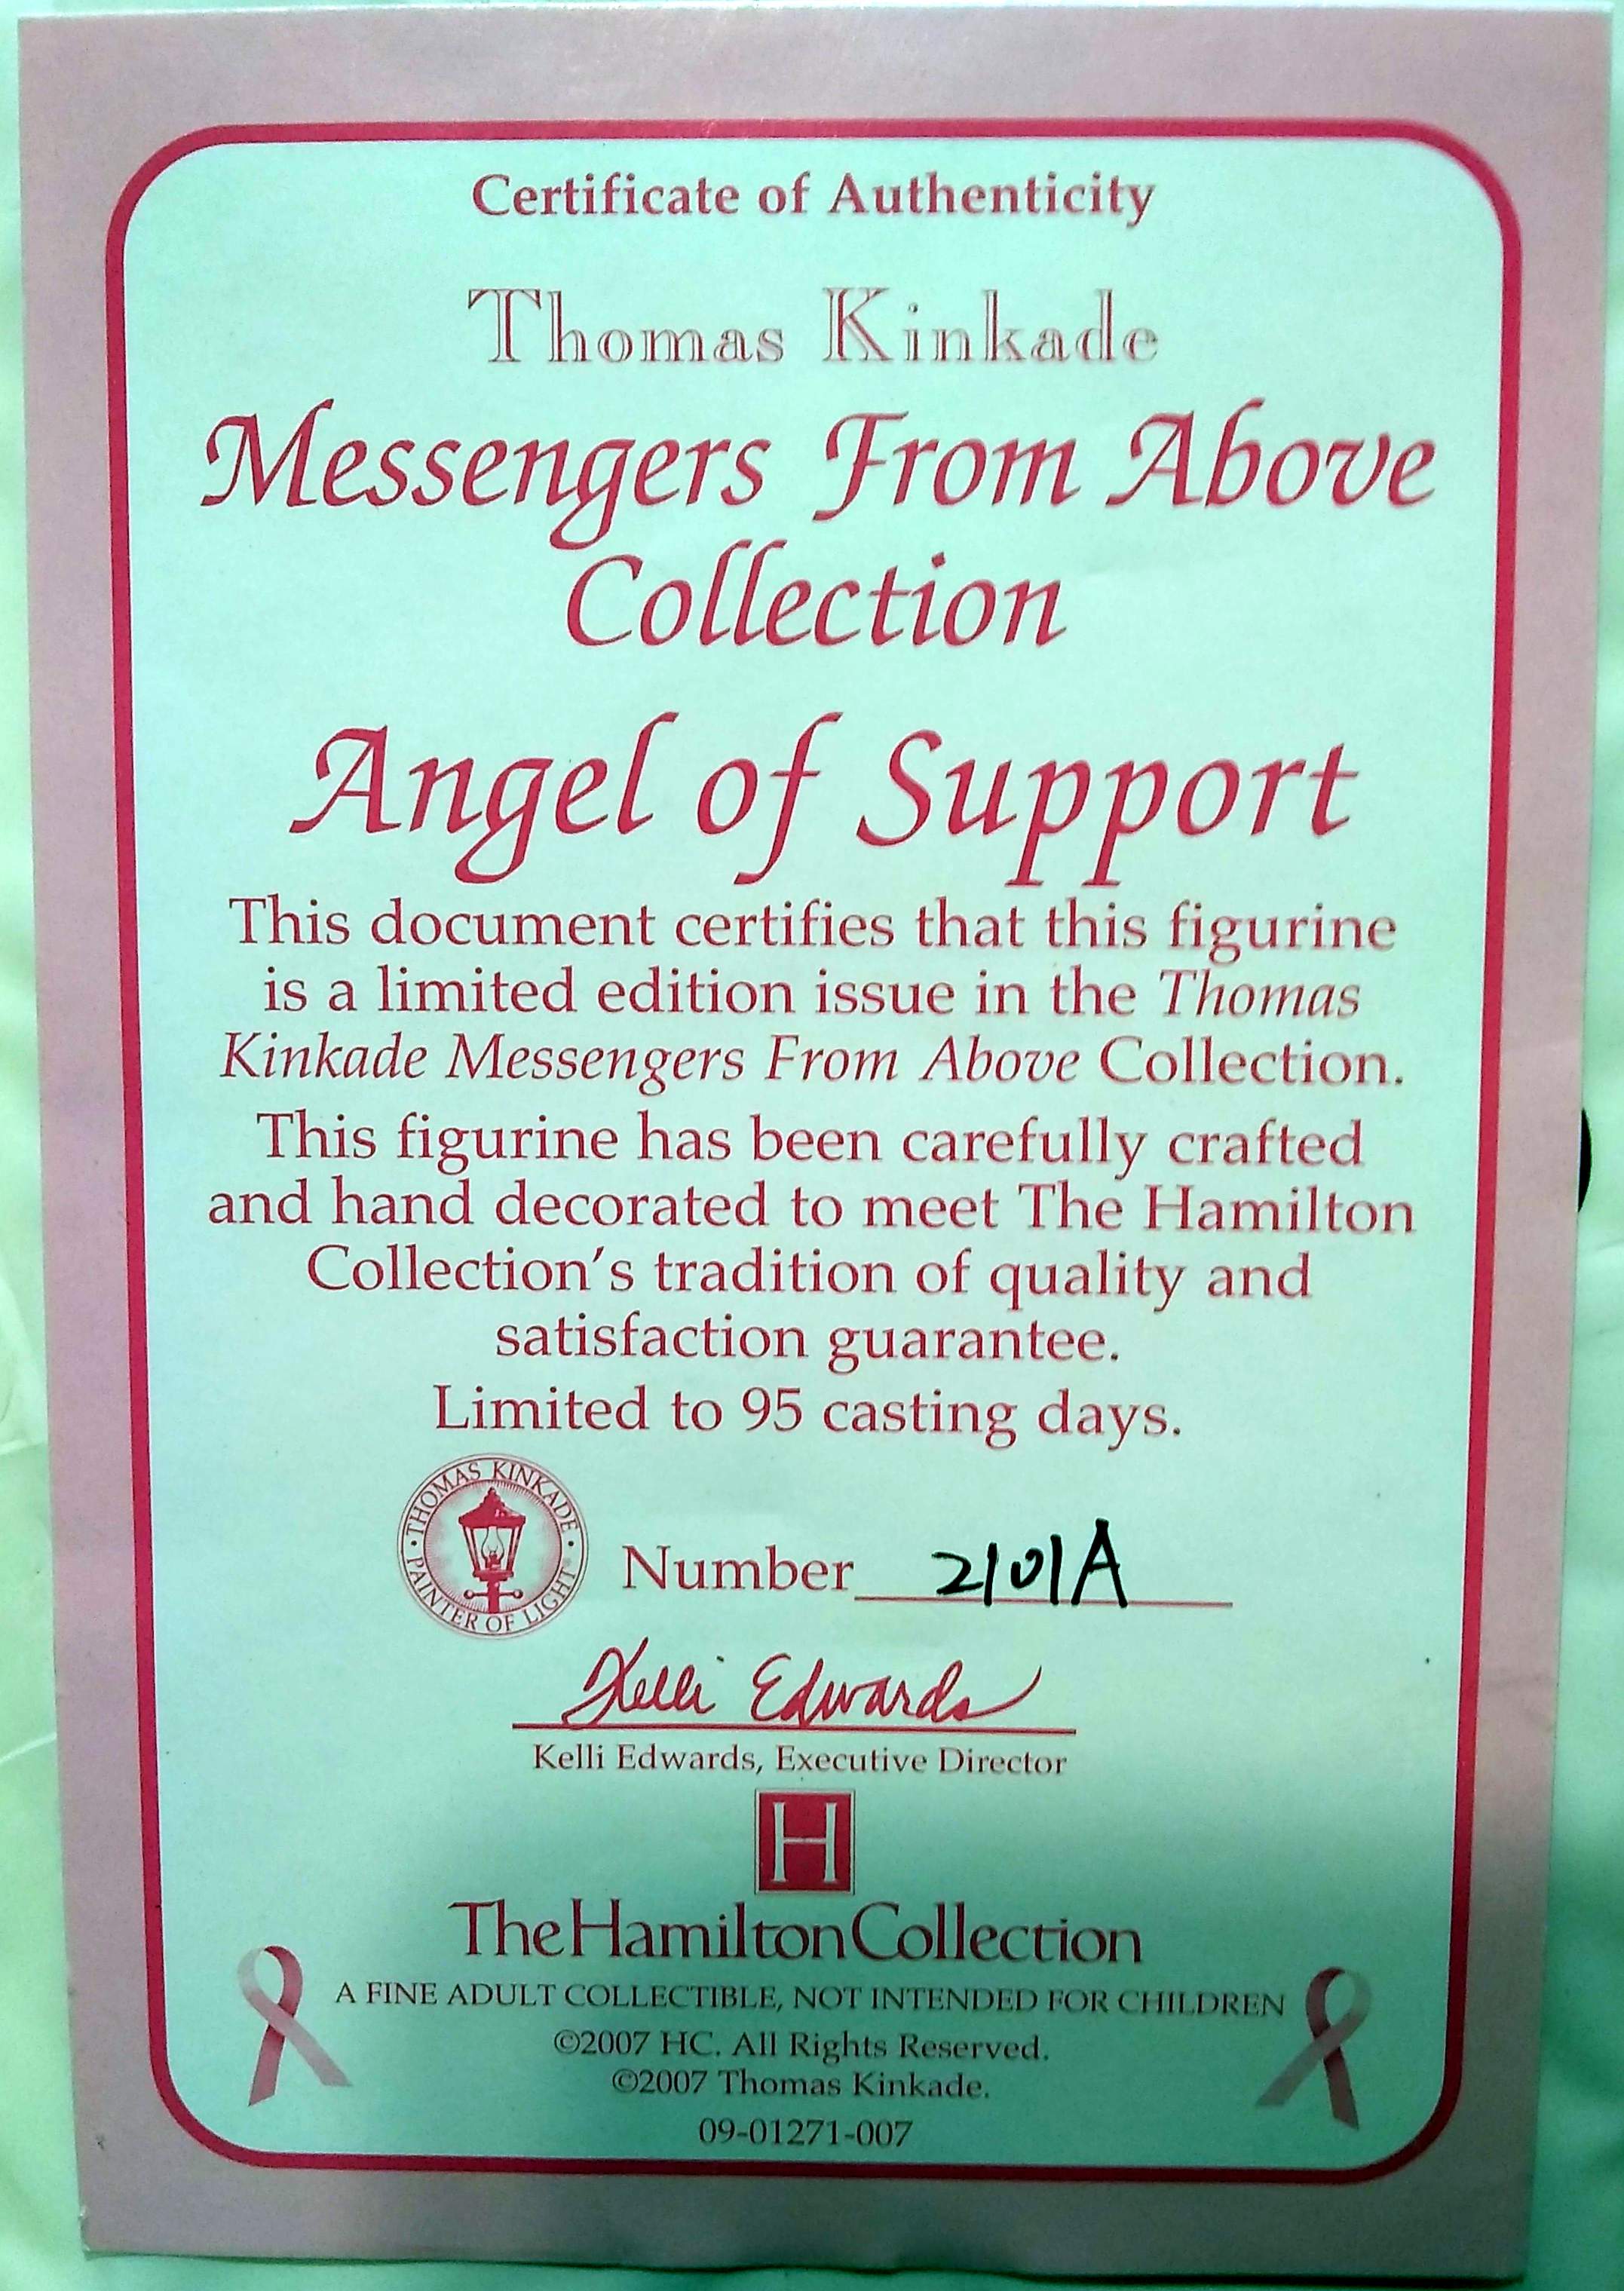 Certificate of Authenticity
Thomas Kinkade
Messengers From Above
Collection
Angel of Support
This document certifies that this figurine
is a limited edition issue in the Thomas
Kinkade Messengers From Above Collection.
This figurine has been carefully crafted
and hand decorated to meet The Hamilton
Collection's tradition of quality and
satisfaction guarantee.
Limited to 95 casting days.
THOMAS KINKADE · PAINTER OF LIGHT ·
Number 2101A
Kelli Edwards
Kelli Edwards, Executive Director
H
The Hamilton Collection
A FINE ADULT COLLECTIBLE, NOT INTENDED FOR CHILDREN
©2007 HC. All Rights Reserved.
©2007 Thomas Kinkade.
09-01271-007